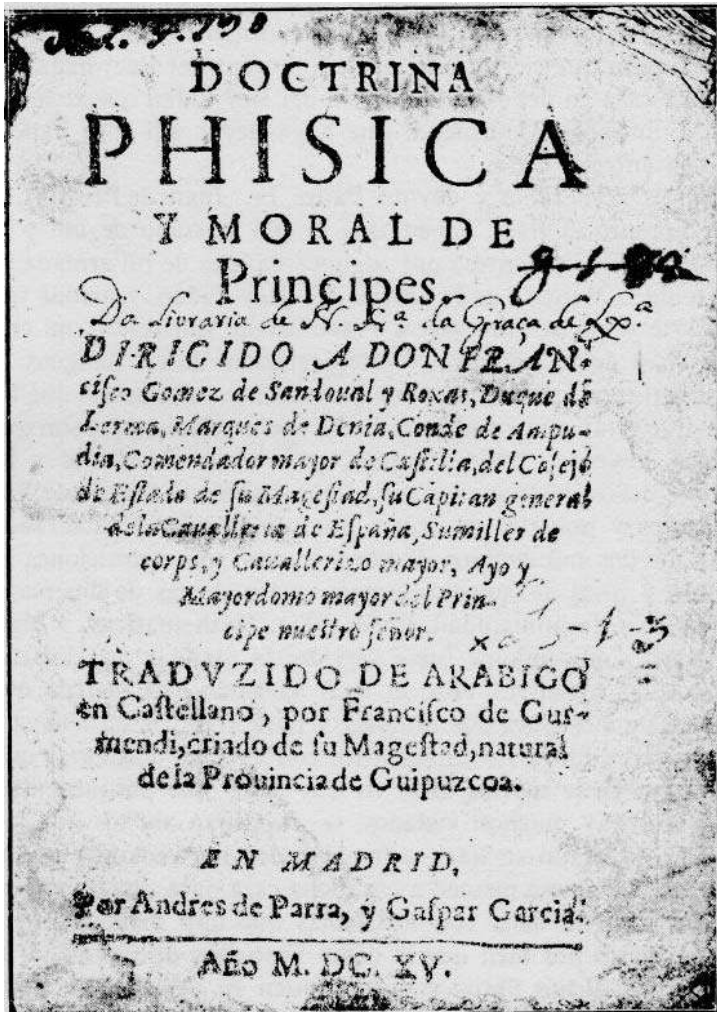 DOCTRINA
PHISICA
Y MORAL DE
Principes.
Da Livraria de N. Sª da Graça de Lxª
DIRIGIDO A DON FRAN-
cisco Gomez de Sandoual y Roxas, Duque de
Lerma, Marques de Denia, Conde de Ampu-
dia, Comendador mayor de Castilla, del Cõsejo
de Estado de su Magestad, su Capitan general
de la Caualleria de España, Sumiller de
corps, y Cauallerizo mayor, Ayo y
Mayordomo mayor del Prin-
cipe nuestro señor.
TRADVZIDO DE ARABIGO
en Castellano, por Francisco de Gur-
mendi, criado de su Magestad, natural
de la Prouincia de Guipuzcoa.
EN MADRID,
Por Andres de Parra, y Gaspar Garcia.
Año M. DC. XV.